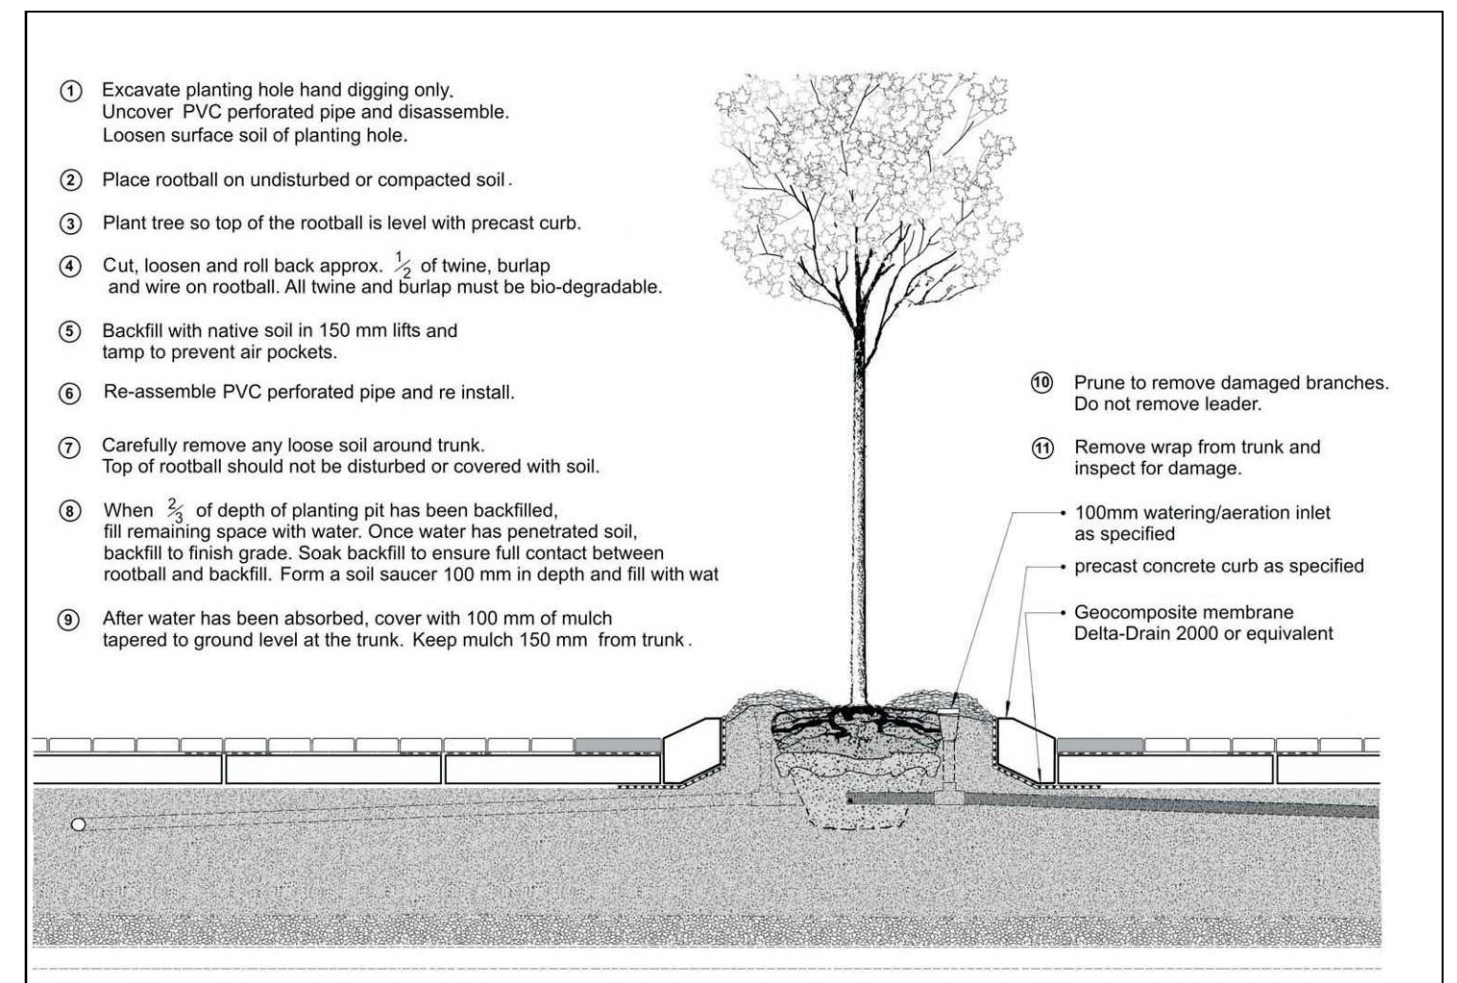 ① Excavate planting hole hand digging only.
Uncover PVC perforated pipe and disassemble.
Loosen surface soil of planting hole.
② Place rootball on undisturbed or compacted soil.
③ Plant tree so top of the rootball is level with precast curb.
④ Cut, loosen and roll back approx. 1/2 of twine, burlap
and wire on rootball. All twine and burlap must be bio-degradable.
⑤ Backfill with native soil in 150 mm lifts and
tamp to prevent air pockets.
⑥ Re-assemble PVC perforated pipe and re install.
⑦ Carefully remove any loose soil around trunk.
Top of rootball should not be disturbed or covered with soil.
⑧ When 2/3 of depth of planting pit has been backfilled,
fill remaining space with water. Once water has penetrated soil,
backfill to finish grade. Soak backfill to ensure full contact between
rootball and backfill. Form a soil saucer 100 mm in depth and fill with wat
⑨ After water has been absorbed, cover with 100 mm of mulch
tapered to ground level at the trunk. Keep mulch 150 mm from trunk.
⑩ Prune to remove damaged branches.
Do not remove leader.
⑪ Remove wrap from trunk and
inspect for damage.
• 100mm watering/aeration inlet
as specified
• precast concrete curb as specified
• Geocomposite membrane
Delta-Drain 2000 or equivalent